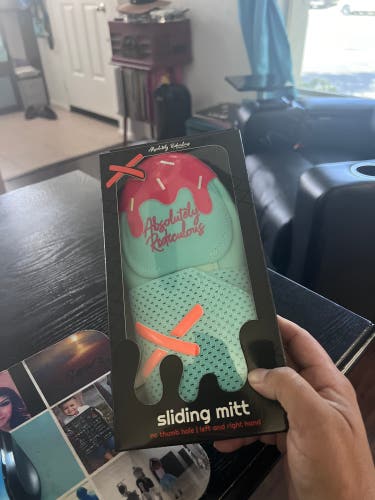 Absolutely Ridiculous
Absolutely
Ridiculous
sliding mitt
no thumb hole | left and right hand